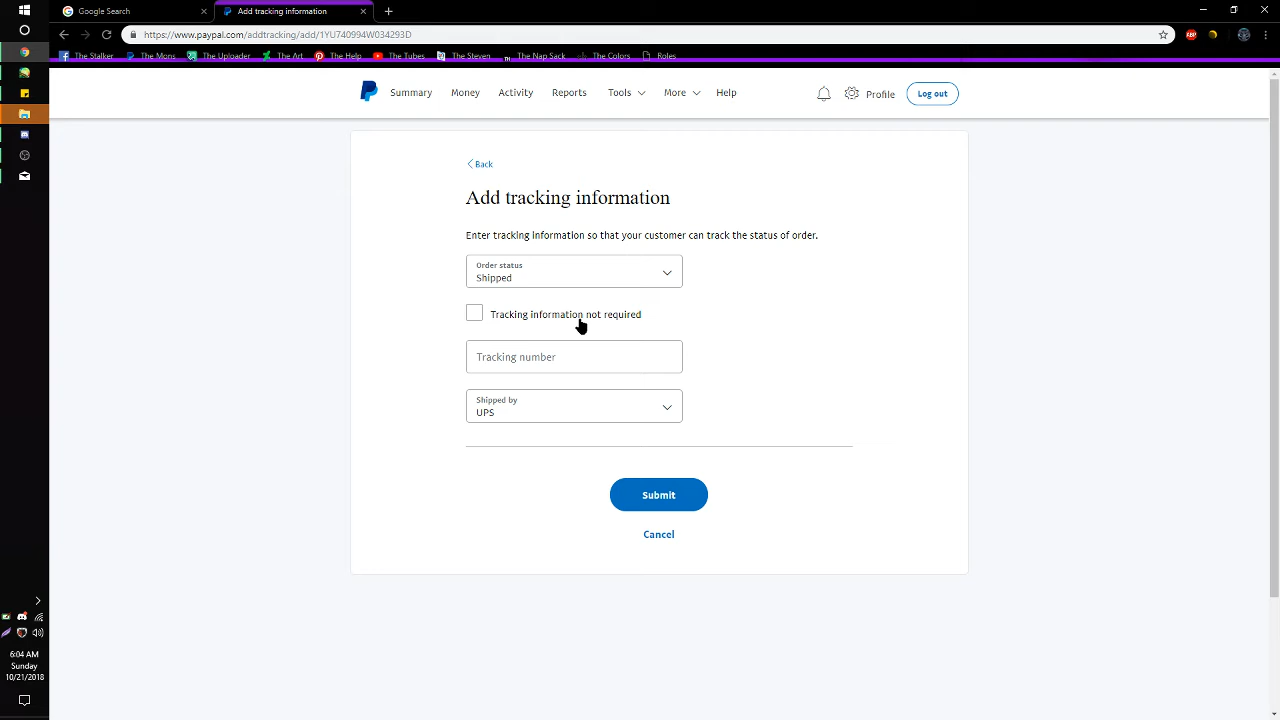 Google Search
Add tracking information
https://www.paypal.com/addtracking/add/1YU740994W034293D
ABP
The Stalker
The Mons
The Uploader
The Art
The Help
The Tubes
The Steven
The Nap Sack
The Colors
Roles
Summary
Money
Activity
Reports
Tools
More
Help
Profile
Log out
Back
Add tracking information
Enter tracking information so that your customer can track the status of order.
Order status
Shipped
Tracking information not required
Tracking number
Shipped by
UPS
Submit
Cancel
6:04 AM
Sunday
10/21/2018